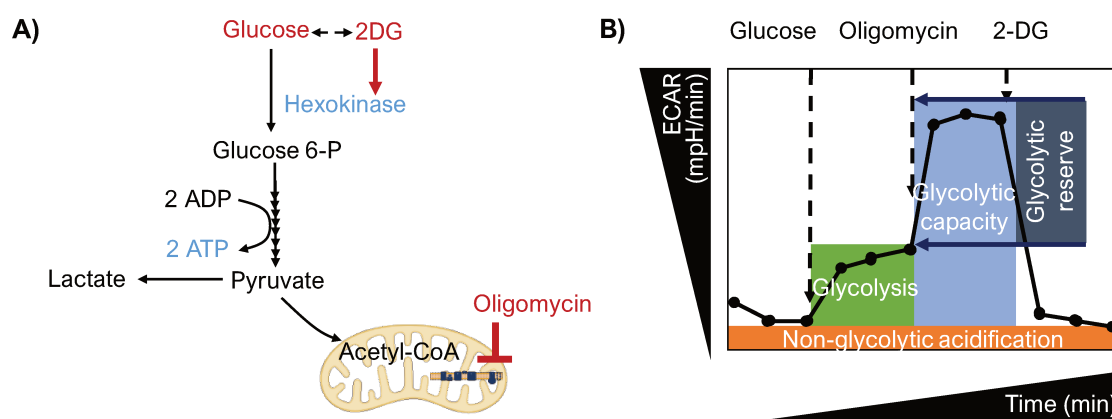 A)
Glucose
2DG
Hexokinase
Glucose 6-P
2 ADP
2 ATP
Lactate
Pyruvate
Oligomycin
Acetyl-CoA
B)
Glucose
Oligomycin
2-DG
ECAR
(mpH/min)
Glycolysis
Glycolytic
capacity
Glycolytic
reserve
Non-glycolytic acidification
Time (min)